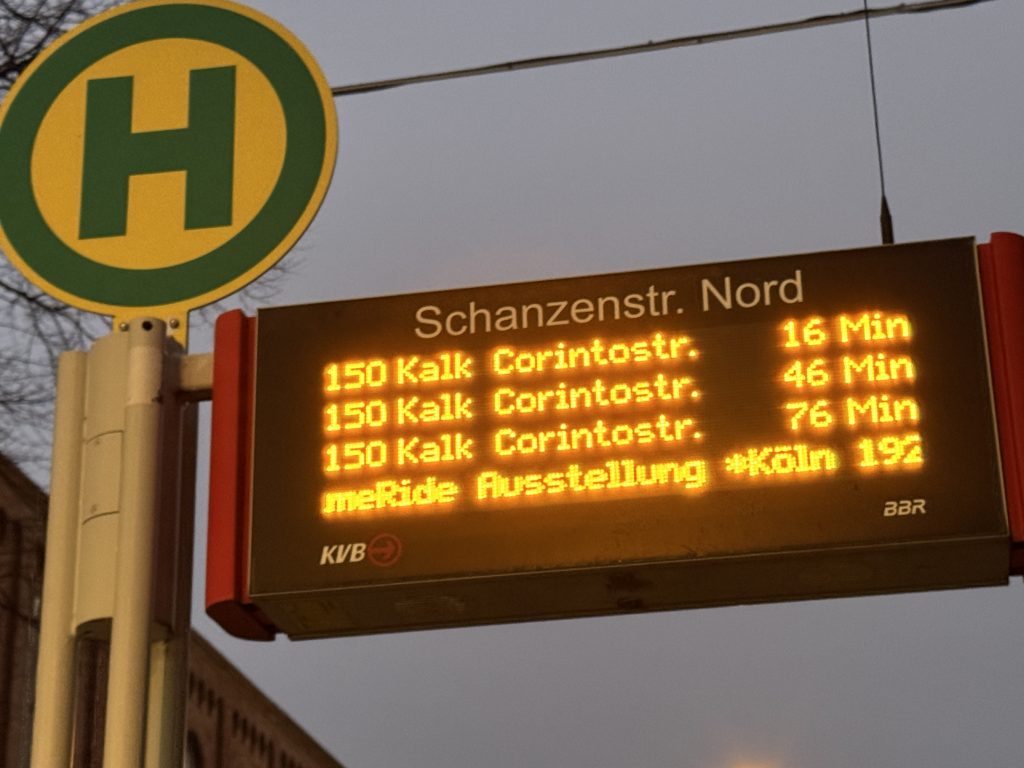 H
Schanzenstr. Nord
150 Kalk Corintostr. 16 Min
150 Kalk Corintostr. 46 Min
150 Kalk Corintostr. 76 Min
meRide Ausstellung *Köln 192
BBR
KVB